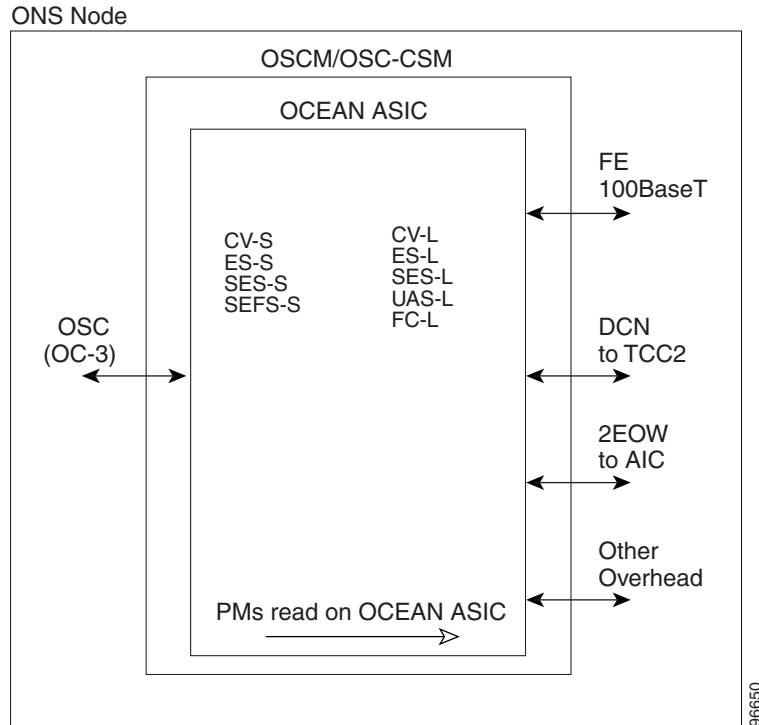 ONS Node
OSCM/OSC-CSM
OCEAN ASIC
FE
100BaseT
CV-S
ES-S
SES-S
SEFS-S
CV-L
ES-L
SES-L
UAS-L
FC-L
OSC
(OC-3)
DCN
to TCC2
2EOW
to AIC
Other
Overhead
PMs read on OCEAN ASIC
96650